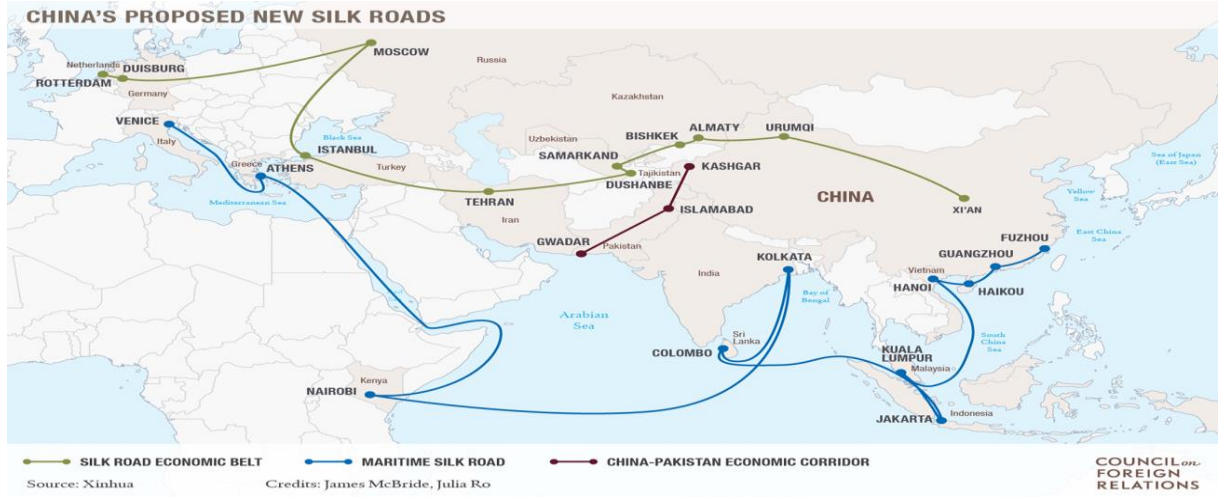 CHINA'S PROPOSED NEW SILK ROADS
MOSCOW
Netherlands
DUISBURG
ROTTERDAM
Germany
Russia
Kazakhstan
VENICE
Italy
Black Sea
ISTANBUL
Uzbekistan
BISHKEK
ALMATY
URUMQI
Sea of Japan
(East Sea)
Greece
ATHENS
Turkey
SAMARKAND
Tajikistan
KASHGAR
DUSHANBE
Mediterranean Sea
TEHRAN
Iran
ISLAMABAD
CHINA
XI'AN
Yellow
Sea
East China
Sea
GWADAR
Pakistan
KOLKATA
FUZHOU
GUANGZHOU
India
Vietnam
HANOI
HAIKOU
Bay of
Bengal
Arabian
Sea
Sri
Lanka
COLOMBO
South
China
Sea
KUALA
LUMPUR
Malaysia
Kenya
NAIROBI
JAKARTA
Indonesia
SILK ROAD ECONOMIC BELT
MARITIME SILK ROAD
CHINA-PAKISTAN ECONOMIC CORRIDOR
Source: Xinhua
Credits: James McBride, Julia Ro
COUNCIL on
FOREIGN
RELATIONS